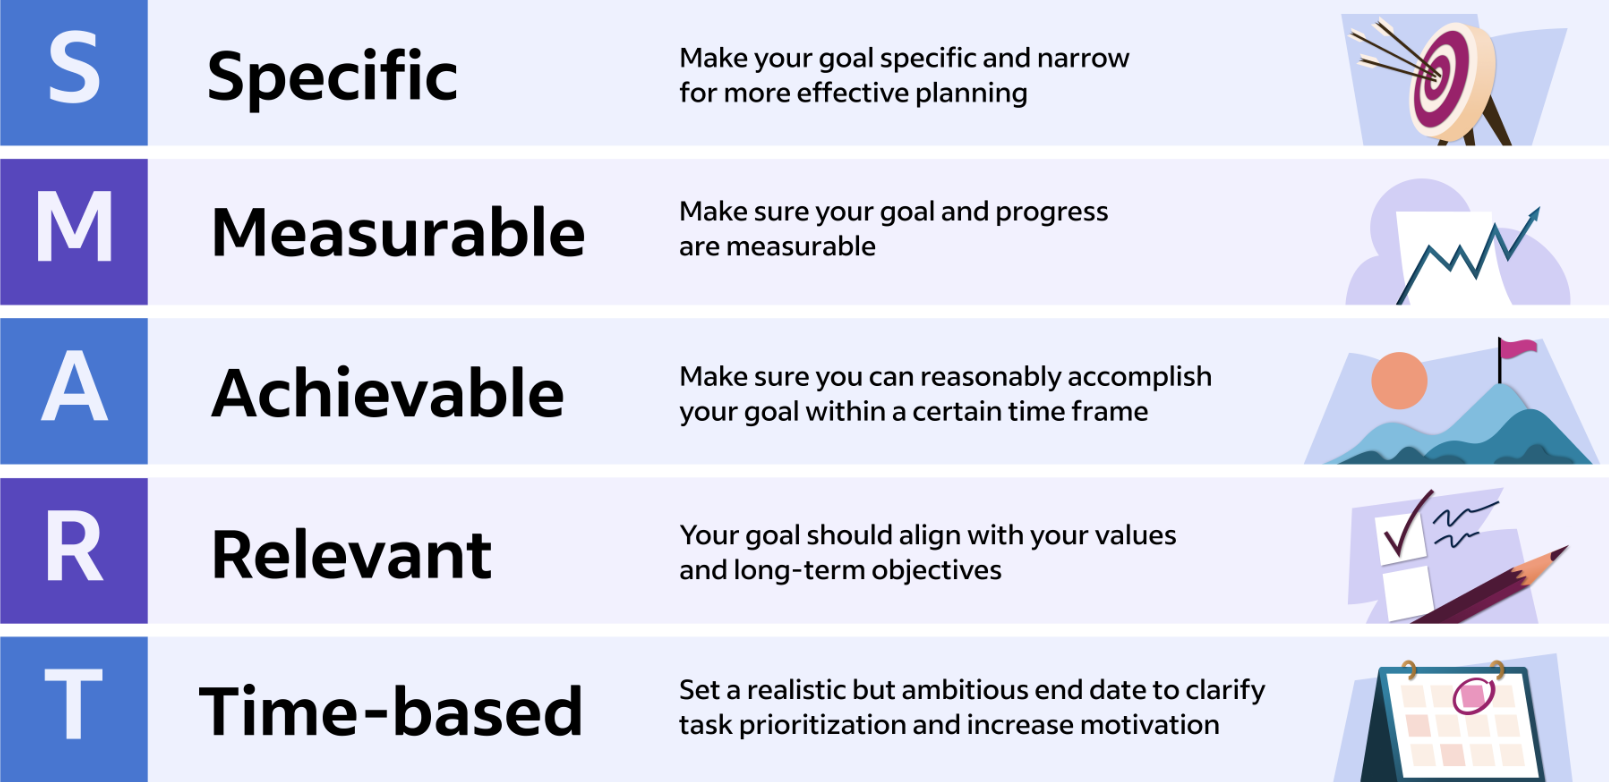 S
Specific
Make your goal specific and narrow
for more effective planning
M
Measurable
Make sure your goal and progress
are measurable
A
Achievable
Make sure you can reasonably accomplish
your goal within a certain time frame
R
Relevant
Your goal should align with your values
and long-term objectives
T
Time-based
Set a realistic but ambitious end date to clarify
task prioritization and increase motivation